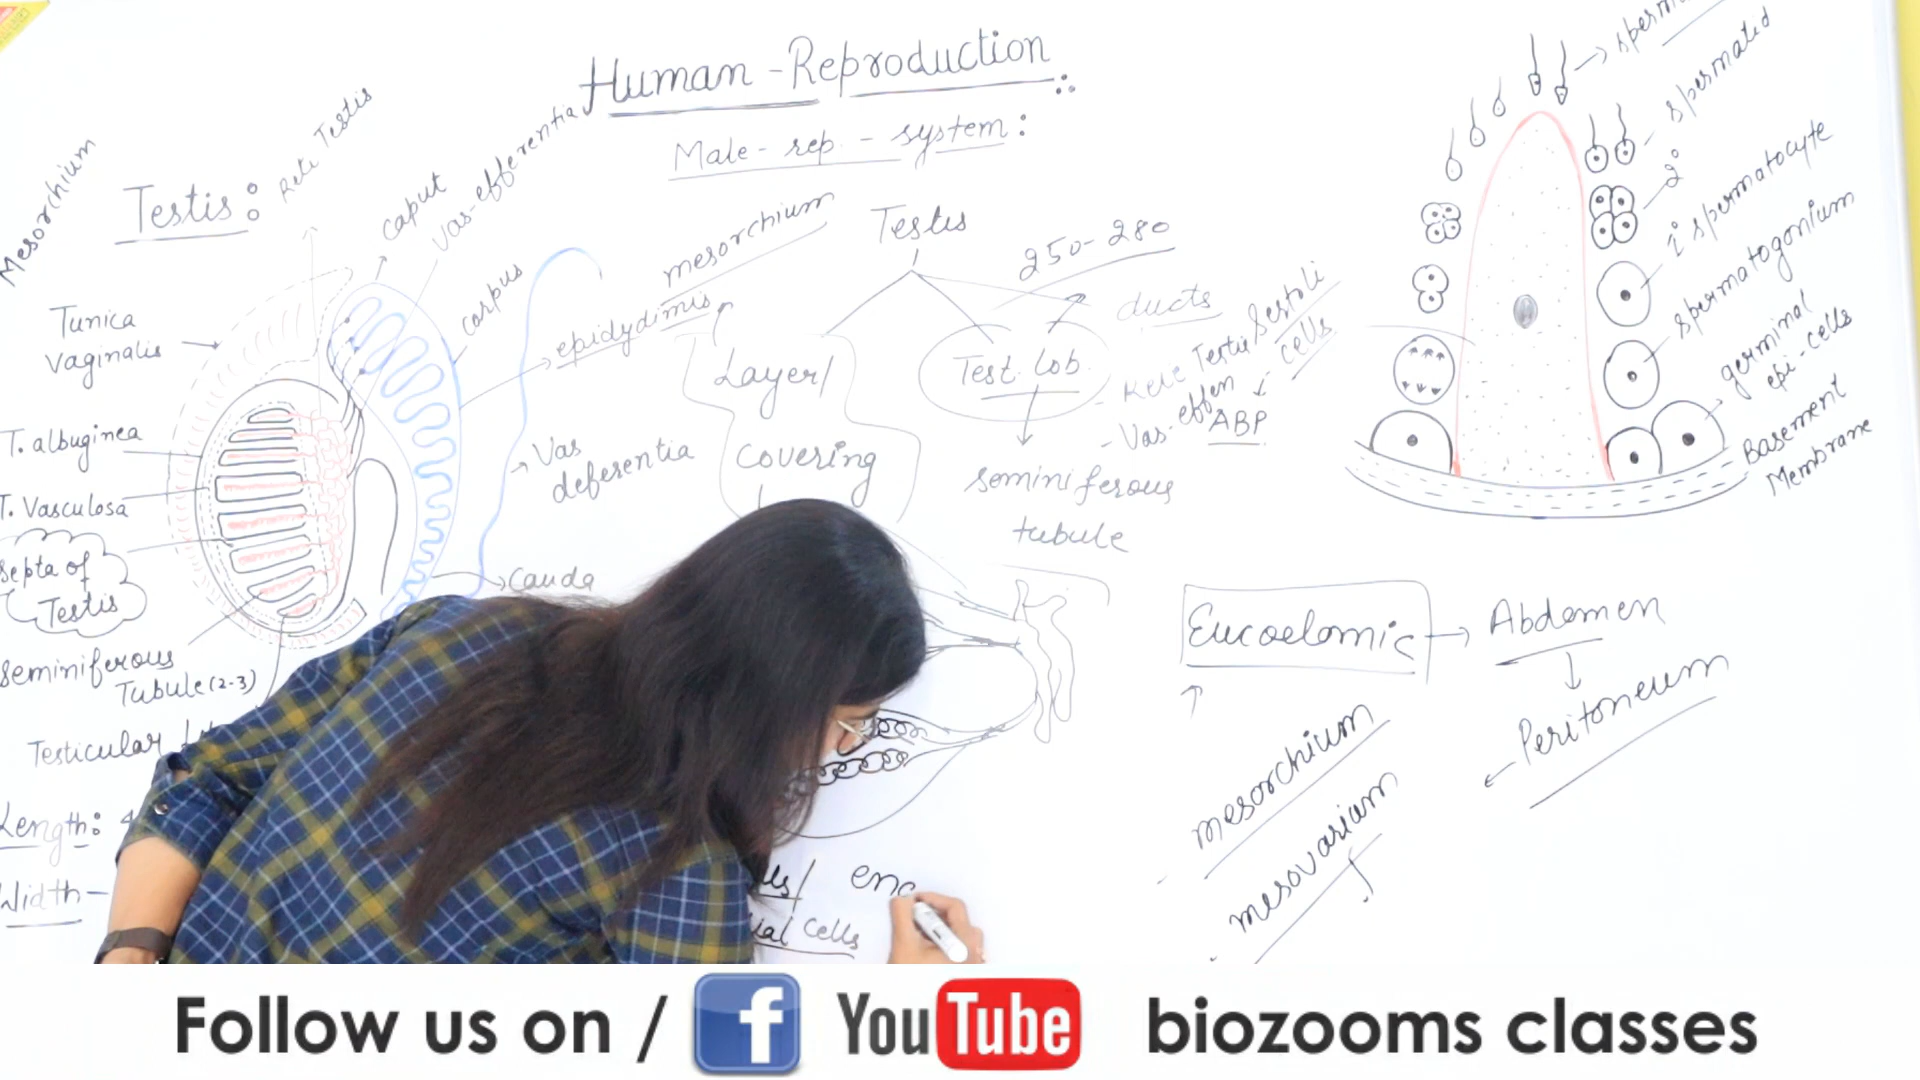 Human - Reproduction
Male - rep. - system:
Testis:
Mesorchium
Rete Testis
caput
Vas-efferentia
corpus
Tunica
vaginalis
T. albuginea
T. Vasculosa
septa of
Testis
Seminiferous
Tubule (2-3)
Testicular
Length: 4
Width-
epidydimis
Vas
deferentia
Cauda
mesorchium
Testis
250-280
ducts
Layer/
covering
Test. lob.
- Rete Testis
- Vas-effen
seminiferous
tubule
Sertoli
cells
ABP
spermated
2°
1° spermatocyte
spermatogonium
germinal
epi-cells
Basement
Membrane
Eucoelomic
Abdomen
Peritoneum
mesorchium
mesovarium
cells
Follow us on / f YouTube biozooms classes